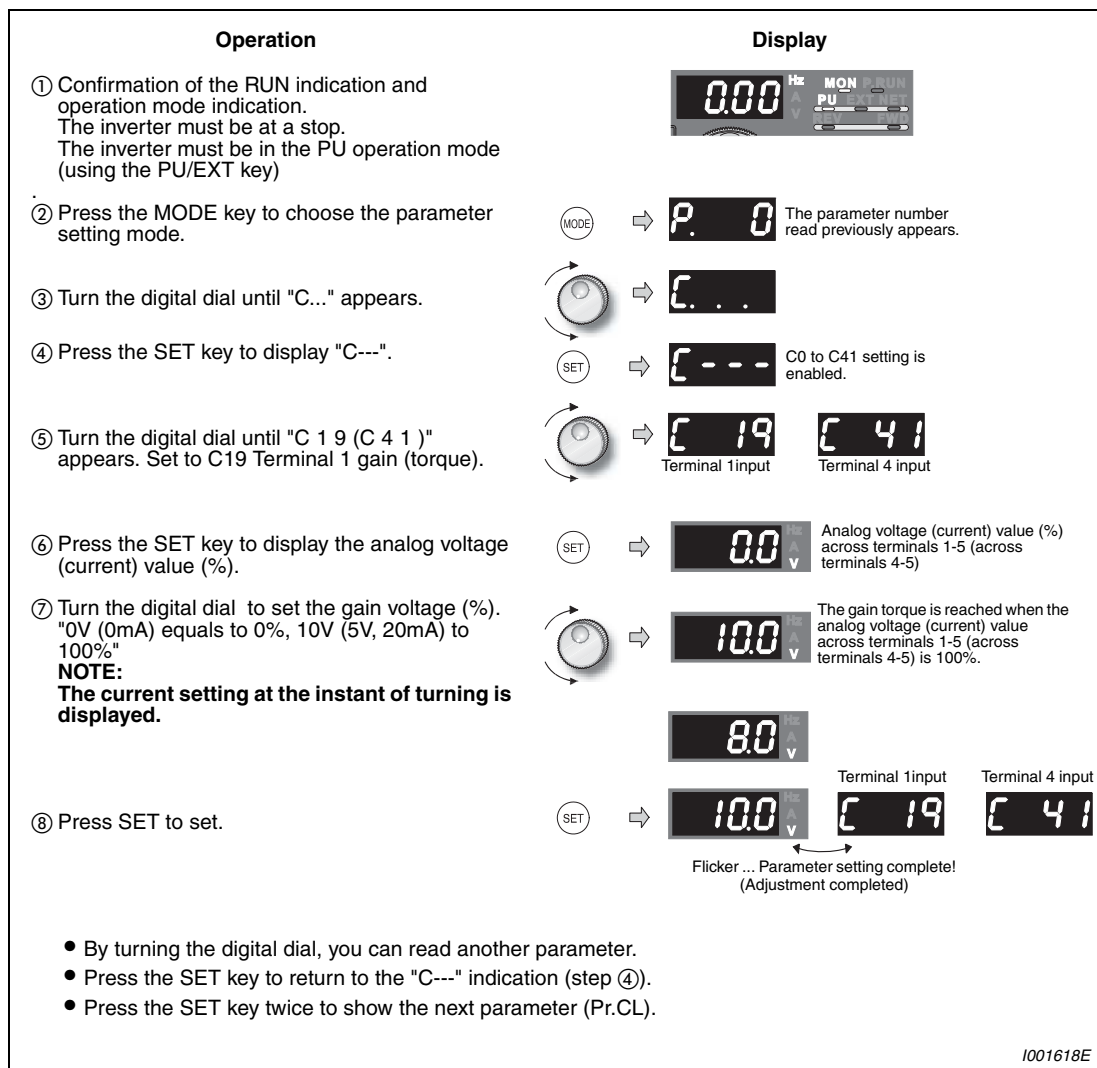 Operation Display
① Confirmation of the RUN indication and
operation mode indication.
The inverter must be at a stop.
The inverter must be in the PU operation mode
(using the PU/EXT key)
.
0.00 Hz A V MON P.RUN
PU EXT NET
REV FWD
② Press the MODE key to choose the parameter
setting mode.
MODE
P. 0
The parameter number
read previously appears.
③ Turn the digital dial until "C..." appears.
C. . .
④ Press the SET key to display "C---".
SET
C - - -
C0 to C41 setting is
enabled.
⑤ Turn the digital dial until "C 1 9 (C 4 1 )"
appears. Set to C19 Terminal 1 gain (torque).
C 19 C 41
Terminal 1input Terminal 4 input
⑥ Press the SET key to display the analog voltage
(current) value (%).
SET
0.0 Hz A V
Analog voltage (current) value (%)
across terminals 1-5 (across
terminals 4-5)
⑦ Turn the digital dial to set the gain voltage (%).
"0V (0mA) equals to 0%, 10V (5V, 20mA) to
100%"
NOTE:
The current setting at the instant of turning is
displayed.
10.0 Hz A V
The gain torque is reached when the
analog voltage (current) value
across terminals 1-5 (across
terminals 4-5) is 100%.
8.0 Hz A V
Terminal 1input Terminal 4 input
⑧ Press SET to set.
SET
10.0 Hz A V C 19 C 41
Flicker ... Parameter setting complete!
(Adjustment completed)
• By turning the digital dial, you can read another parameter.
• Press the SET key to return to the "C---" indication (step ④).
• Press the SET key twice to show the next parameter (Pr.CL).
I001618E